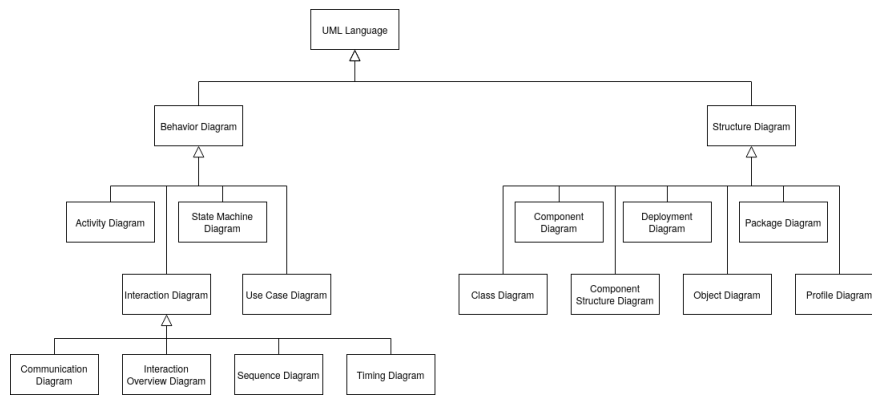 UML Language
Behavior Diagram
Structure Diagram
Activity Diagram
State Machine
Diagram
Component
Diagram
Deployment
Diagram
Package Diagram
Interaction Diagram
Use Case Diagram
Class Diagram
Component
Structure Diagram
Object Diagram
Profile Diagram
Communication
Diagram
Interaction
Overview Diagram
Sequence Diagram
Timing Diagram